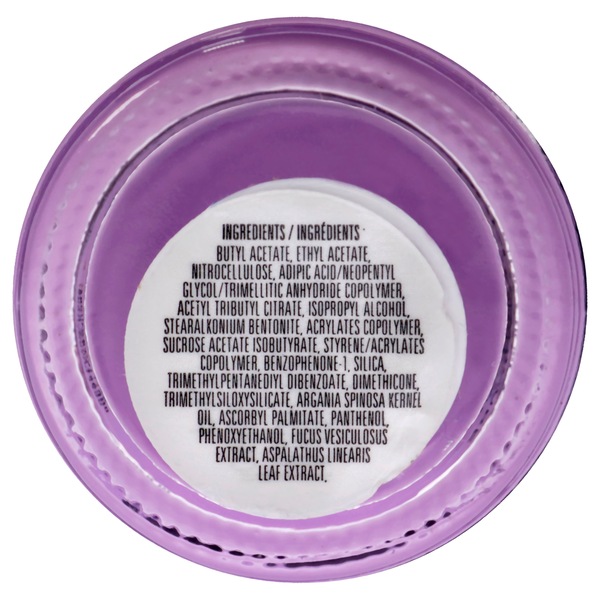 INGREDIENTS / INGRÉDIENTS
BUTYL ACETATE, ETHYL ACETATE,
NITROCELLULOSE, ADIPIC ACID/NEOPENTYL
GLYCOL/TRIMELLITIC ANHYDRIDE COPOLYMER,
ACETYL TRIBUTYL CITRATE, ISOPROPYL ALCOHOL,
STEARALKONIUM BENTONITE, ACRYLATES COPOLYMER,
SUCROSE ACETATE ISOBUTYRATE, STYRENE/ACRYLATES
COPOLYMER, BENZOPHENONE-1, SILICA,
TRIMETHYLPENTANEDIYL DIBENZOATE, DIMETHICONE,
TRIMETHYLSILOXYSILICATE, ARGANIA SPINOSA KERNEL
OIL, ASCORBYL PALMITATE, PANTHENOL,
PHENOXYETHANOL, FUCUS VESICULOSUS
EXTRACT, ASPALATHUS LINEARIS
LEAF EXTRACT.